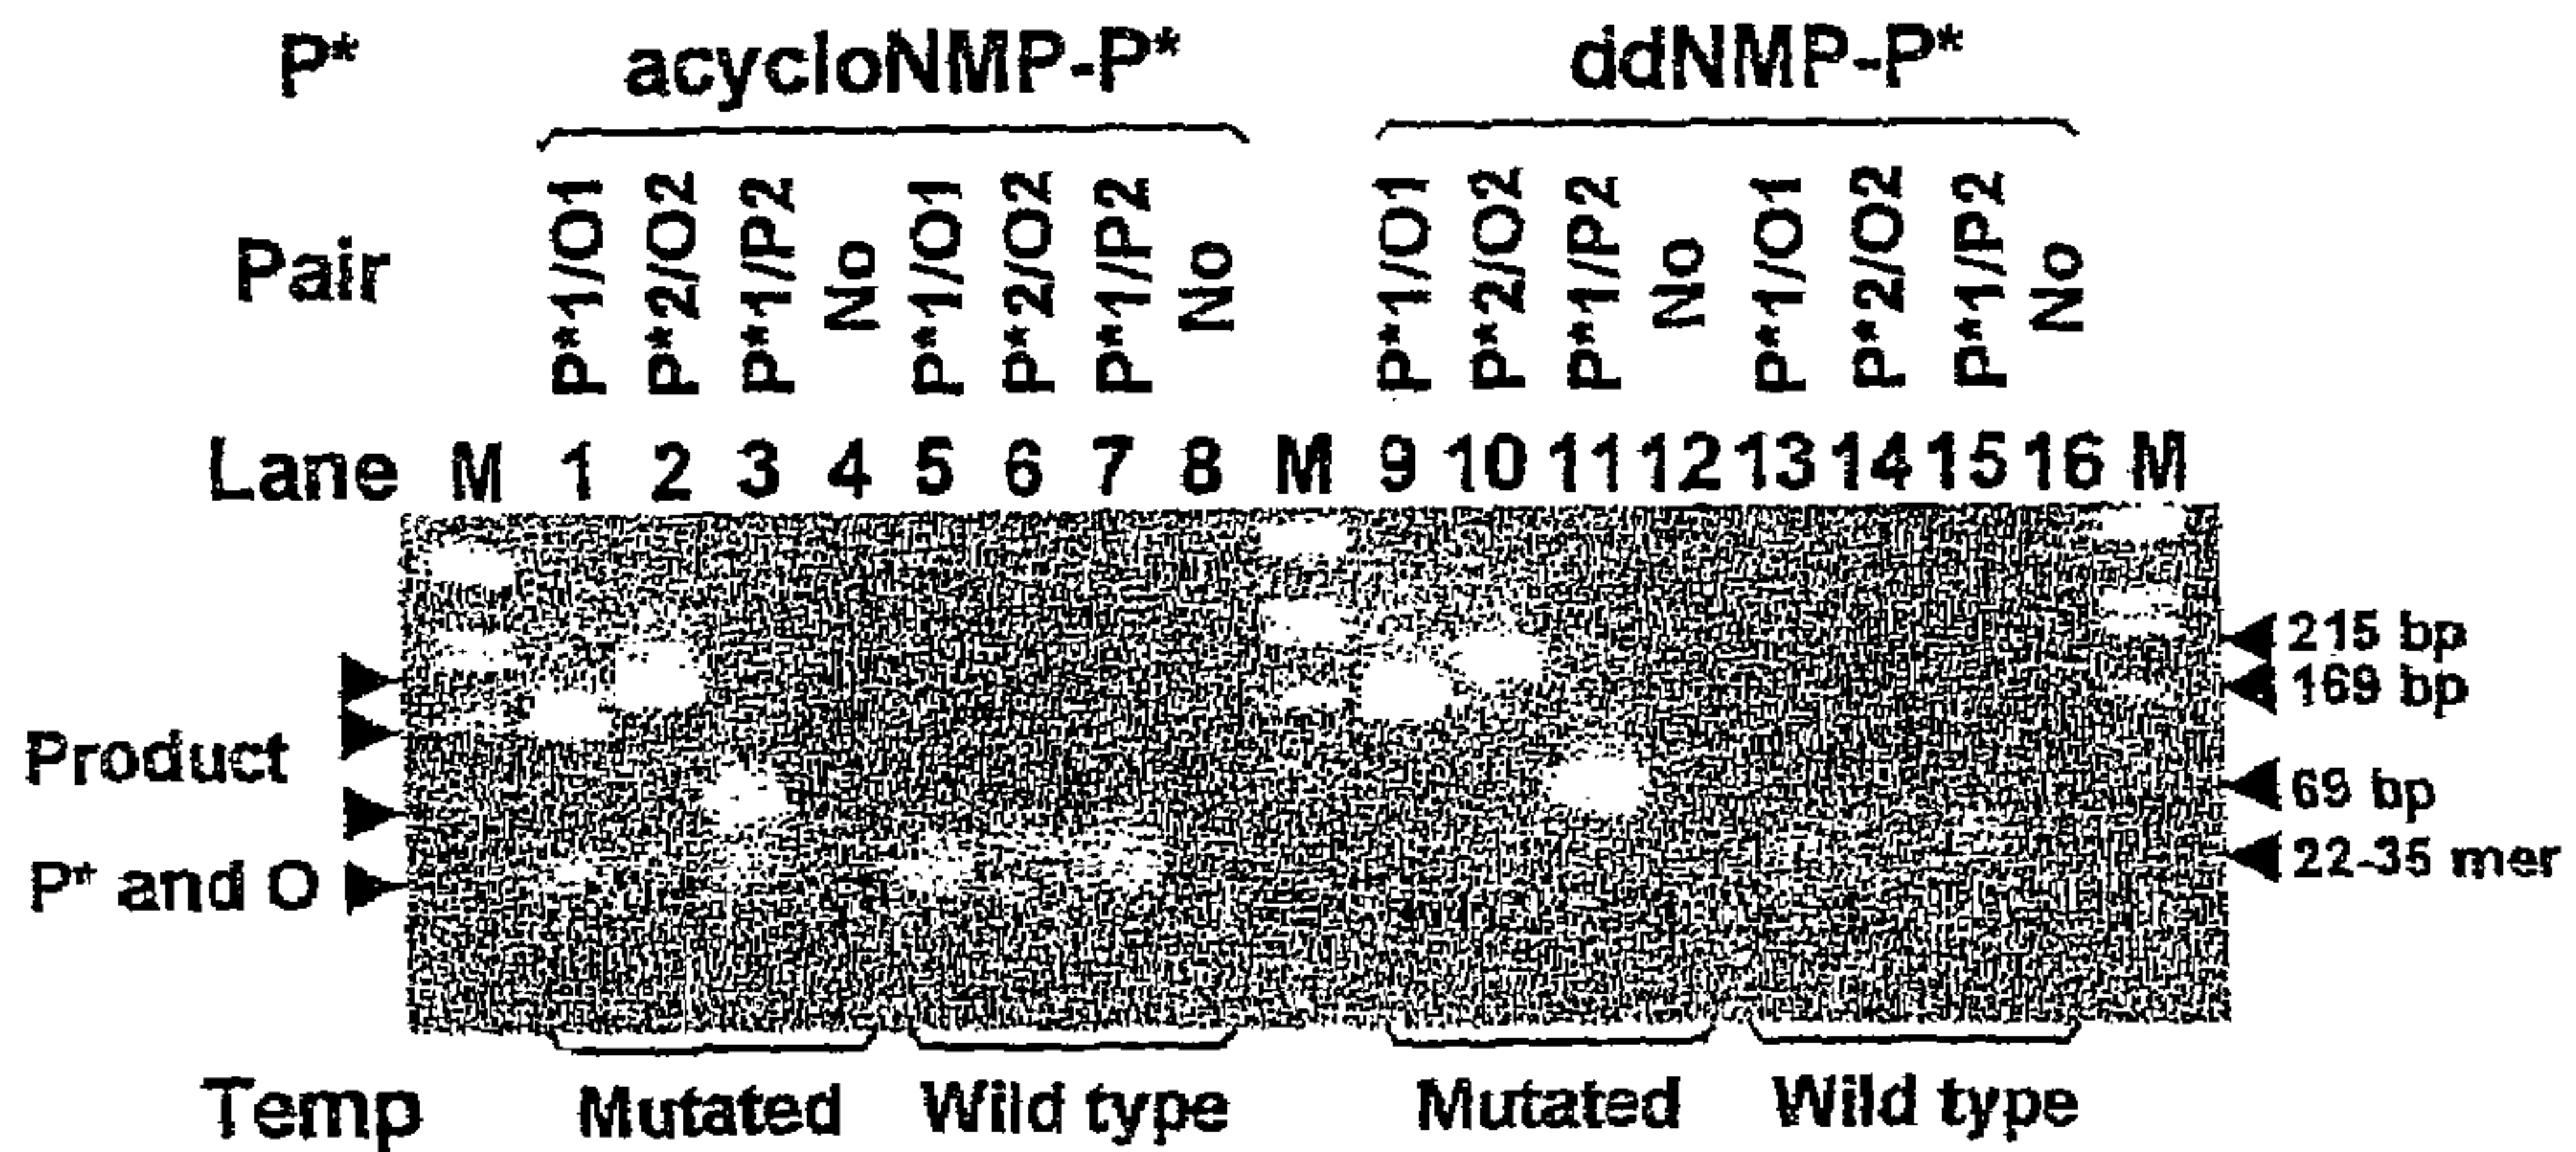 P* acycloNMP-P* ddNMP-P*
Pair P*1/O1 P*2/O2 P*1/P2 No P*1/O1 P*2/O2 P*1/P2 No P*1/O1 P*2/O2 P*1/P2 No P*1/O1 P*2/O2 P*1/P2 No
Lane M 1 2 3 4 5 6 7 8 M 9 10 11 12 13 14 15 16 M
215 bp
169 bp
Product 69 bp
P* and O 22-35 mer
Temp Mutated Wild type Mutated Wild type